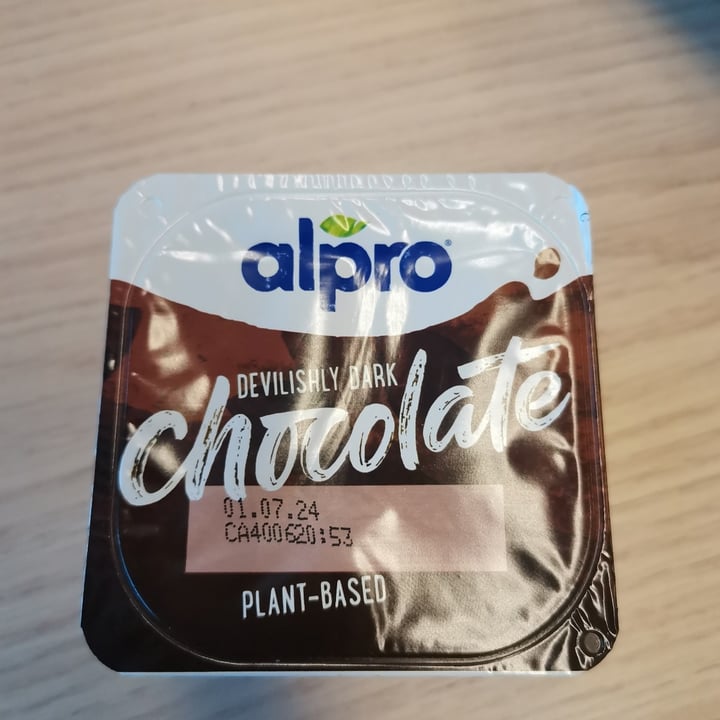 alpro®
DEVILISHLY DARK
chocolate
01.07.24
CA400620:53
PLANT-BASED